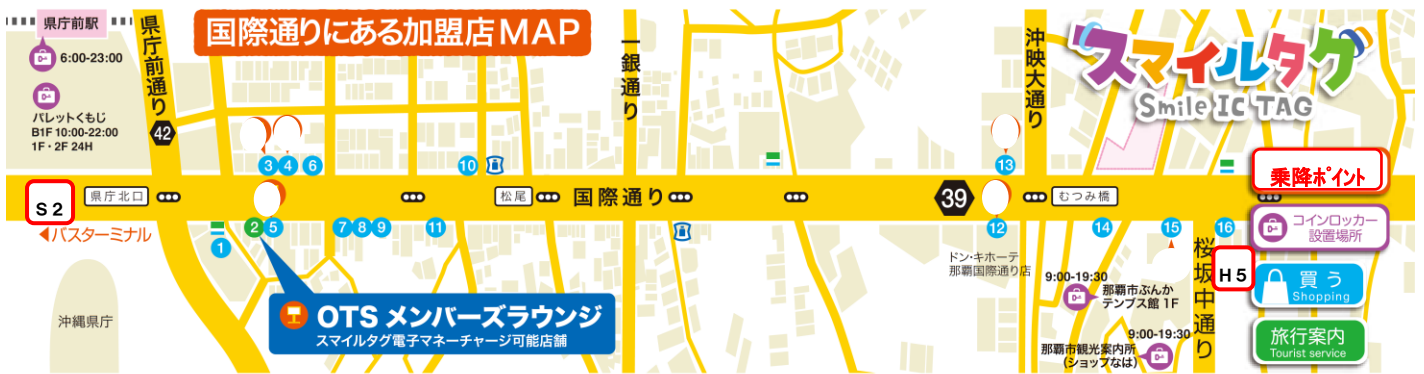 県庁前駅
6:00-23:00
パレットくもじ
B1F 10:00-22:00
1F・2F 24H
県庁前通り
42
国際通りにある加盟店MAP
一銀通り
沖映大通り
スマイルタグ
Smile IC TAG
3
4
6
10
13
S2
県庁北口
松尾
国際通り
39
むつみ橋
乗降ポイント
バスターミナル
1
2
5
7
8
9
11
12
14
15
16
コインロッカー
設置場所
ドン・キホーテ
那覇国際通り店
桜坂中通り
H5
9:00-19:30
那覇市ぶんか
テンブス館 1F
買う
Shopping
沖縄県庁
OTS メンバーズラウンジ
スマイルタグ電子マネーチャージ可能店舗
9:00-19:30
那覇市観光案内所
(ショップなは)
旅行案内
Tourist service